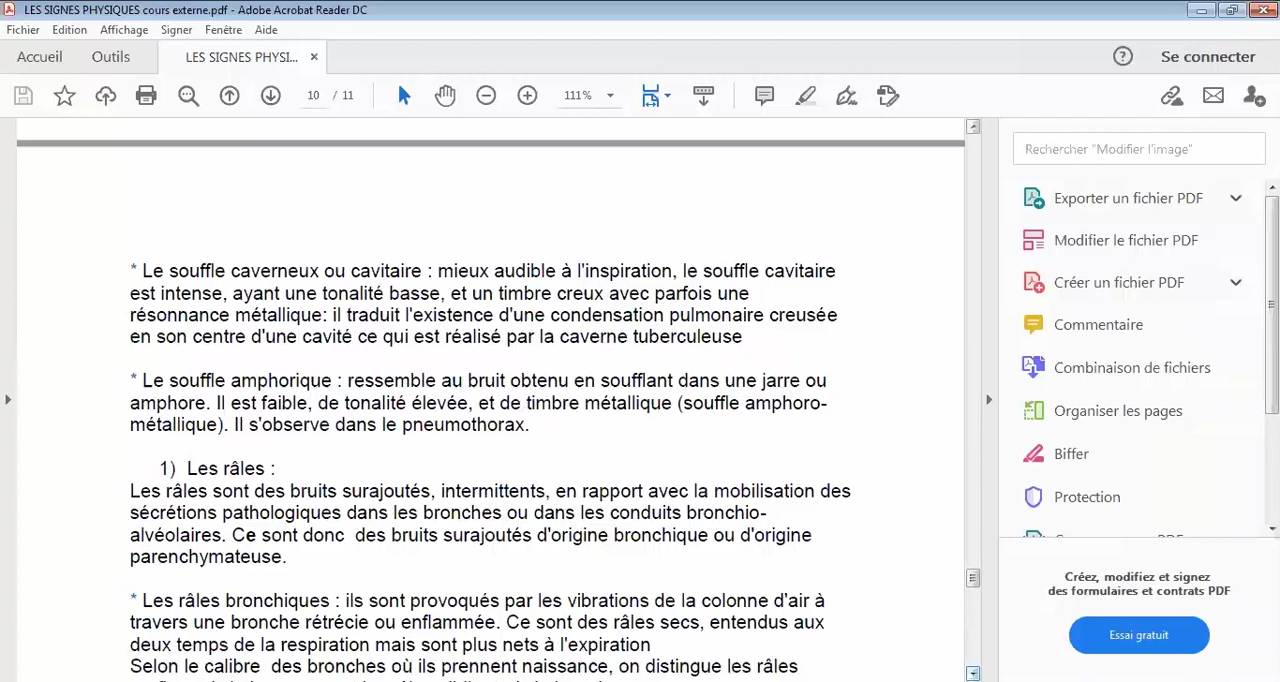 LES SIGNES PHYSIQUES cours externe.pdf - Adobe Acrobat Reader DC
Fichier Edition Affichage Signer Fenêtre Aide
Accueil Outils LES SIGNES PHYSI... × Se connecter
10 / 11 111%
Rechercher "Modifier l'image"
Exporter un fichier PDF
Modifier le fichier PDF
Créer un fichier PDF
Commentaire
Combinaison de fichiers
Organiser les pages
Biffer
Protection
Créez, modifiez et signez
des formulaires et contrats PDF
Essai gratuit
* Le souffle caverneux ou cavitaire : mieux audible à l'inspiration, le souffle cavitaire
est intense, ayant une tonalité basse, et un timbre creux avec parfois une
résonnance métallique: il traduit l'existence d'une condensation pulmonaire creusée
en son centre d'une cavité ce qui est réalisé par la caverne tuberculeuse
* Le souffle amphorique : ressemble au bruit obtenu en soufflant dans une jarre ou
amphore. Il est faible, de tonalité élevée, et de timbre métallique (souffle amphoro-
métallique). Il s'observe dans le pneumothorax.
1) Les râles :
Les râles sont des bruits surajoutés, intermittents, en rapport avec la mobilisation des
sécrétions pathologiques dans les bronches ou dans les conduits bronchio-
alvéolaires. Ce sont donc des bruits surajoutés d'origine bronchique ou d'origine
parenchymateuse.
* Les râles bronchiques : ils sont provoqués par les vibrations de la colonne d'air à
travers une bronche rétrécie ou enflammée. Ce sont des râles secs, entendus aux
deux temps de la respiration mais sont plus nets à l'expiration
Selon le calibre des bronches où ils prennent naissance, on distingue les râles